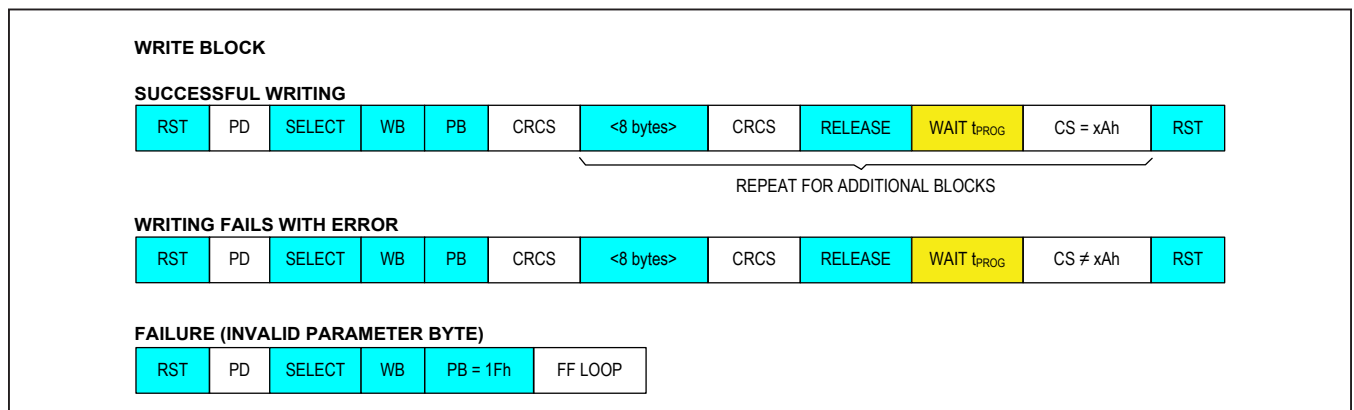 WRITE BLOCK
SUCCESSFUL WRITING
RST PD SELECT WB PB CRCS <8 bytes> CRCS RELEASE WAIT tPROG CS = xAh RST
REPEAT FOR ADDITIONAL BLOCKS
WRITING FAILS WITH ERROR
RST PD SELECT WB PB CRCS <8 bytes> CRCS RELEASE WAIT tPROG CS ≠ xAh RST
FAILURE (INVALID PARAMETER BYTE)
RST PD SELECT WB PB = 1Fh FF LOOP